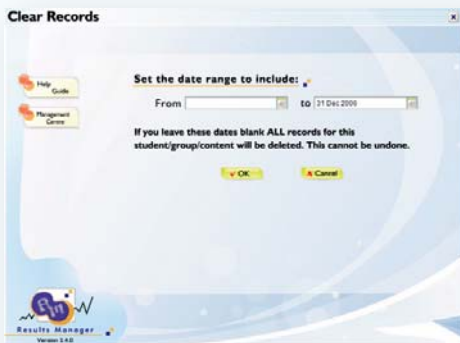 Clear Records
Help
Guide
Management
Centre
Set the date range to include:
From to 31 Dec 2006
If you leave these dates blank ALL records for this
student/group/content will be deleted. This cannot be undone.
OK Cancel
Results Manager
Version 3.4.0